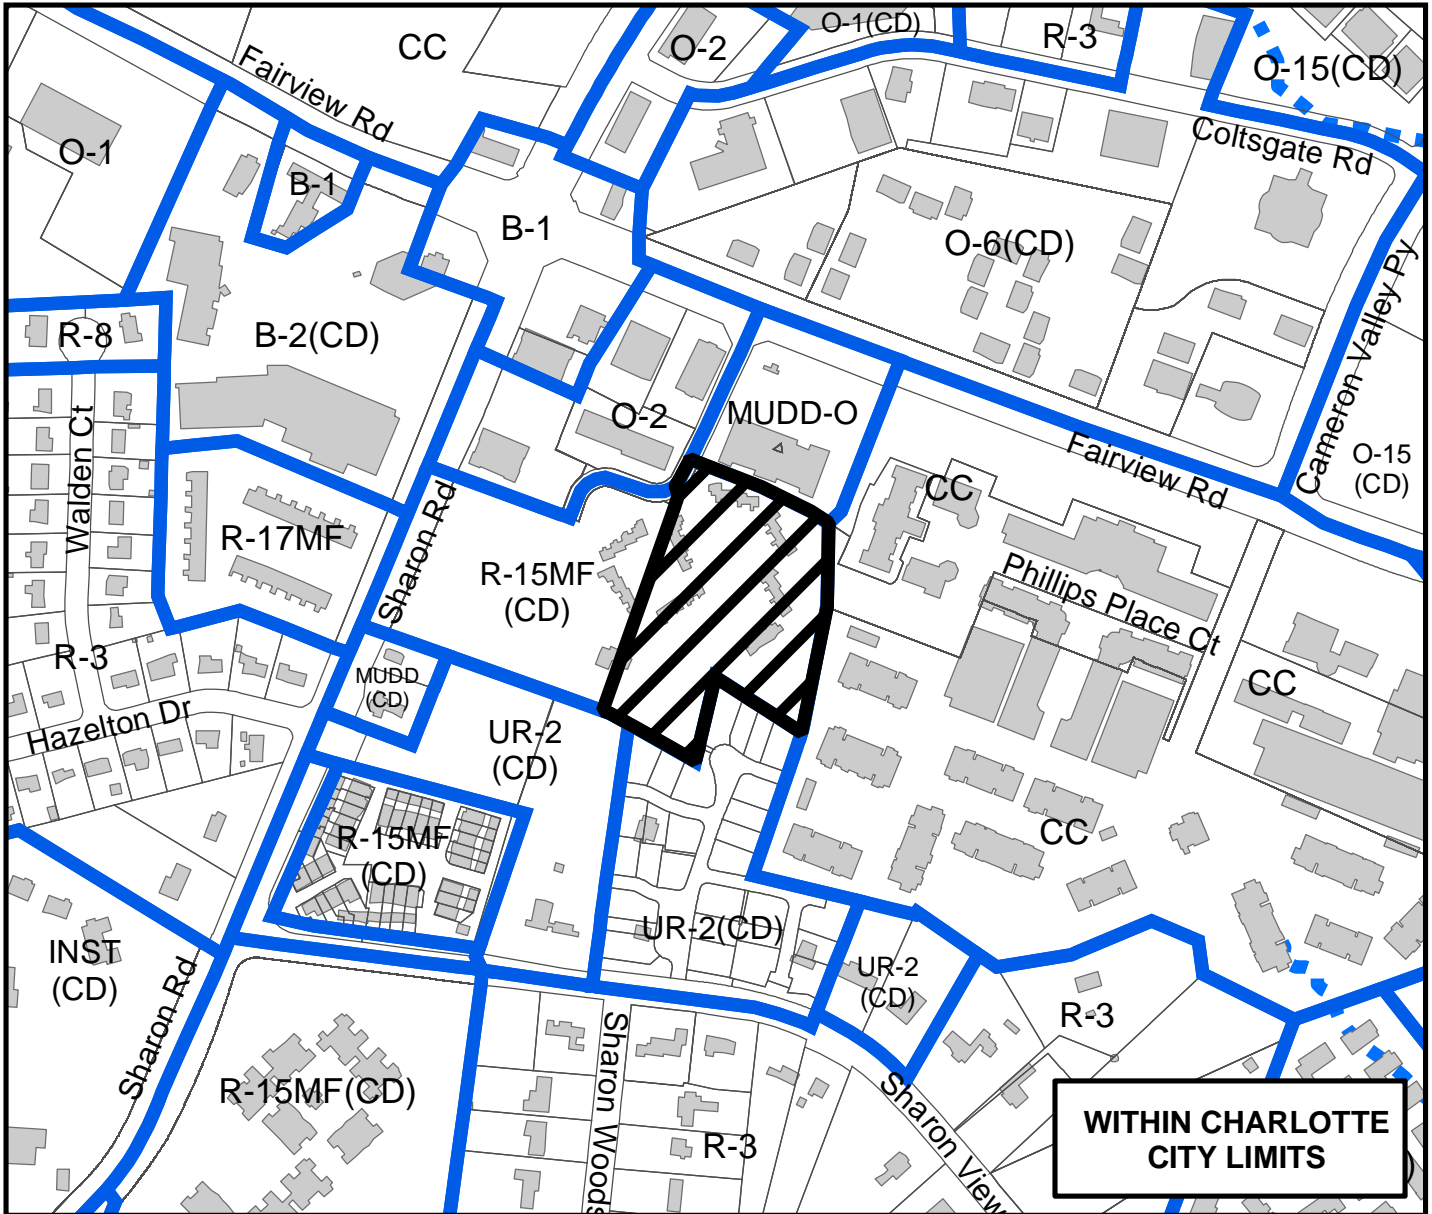 CC
O-2
O-1(CD)
R-3
O-15(CD)
Fairview Rd
O-1
B-1
Coltsgate Rd
B-1
O-6(CD)
R-8
B-2(CD)
Cameron Valley Py
Walden Ct
O-2
MUDD-O
Fairview Rd
O-15
(CD)
CC
R-17MF
Sharon Rd
R-15MF
(CD)
Phillips Place Ct
R-3
MUDD
(CD)
CC
Hazelton Dr
UR-2
(CD)
R-15MF
(CD)
CC
UR-2(CD)
INST
(CD)
UR-2
(CD)
Sharon Rd
R-3
R-15MF(CD)
Sharon Woods
R-3
Sharon View
WITHIN CHARLOTTE
CITY LIMITS
)